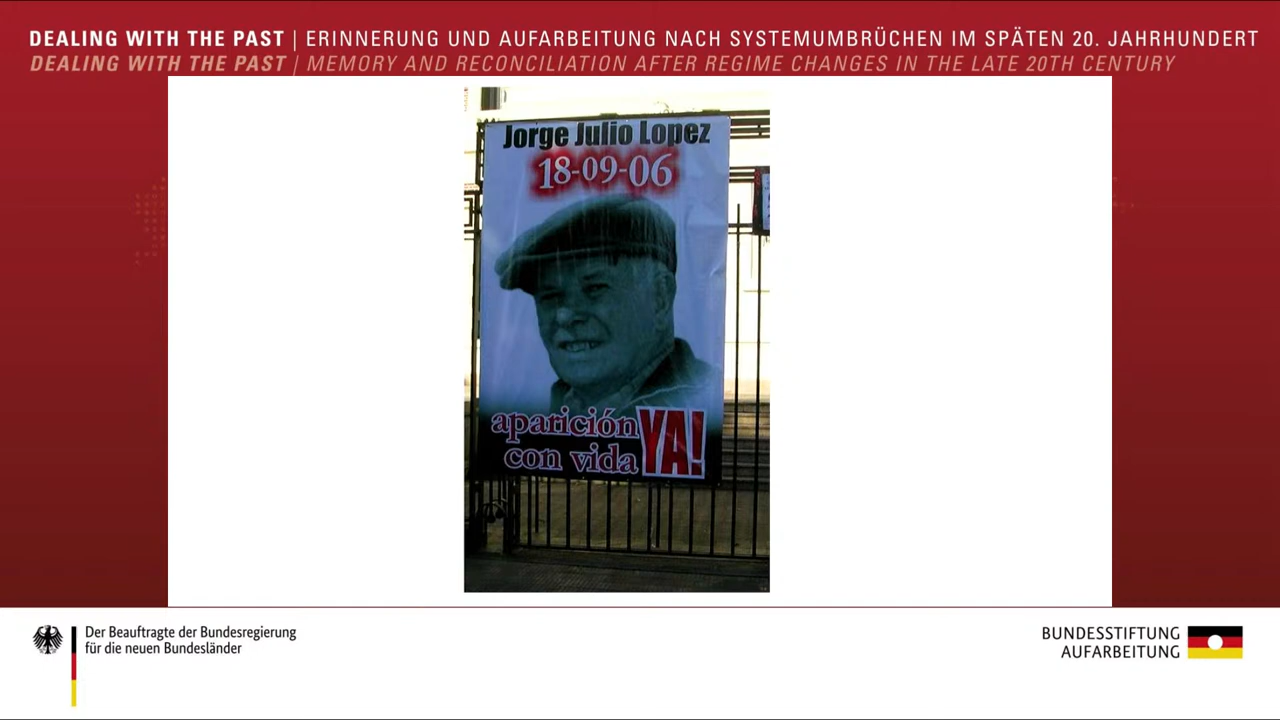 DEALING WITH THE PAST | ERINNERUNG UND AUFARBEITUNG NACH SYSTEMUMBRÜCHEN IM SPÄTEN 20. JAHRHUNDERT
DEALING WITH THE PAST | MEMORY AND RECONCILIATION AFTER REGIME CHANGES IN THE LATE 20TH CENTURY
Jorge Julio Lopez
18-09-06
aparición
con vida
YA!
Der Beauftragte der Bundesregierung
für die neuen Bundesländer
BUNDESSTIFTUNG
AUFARBEITUNG